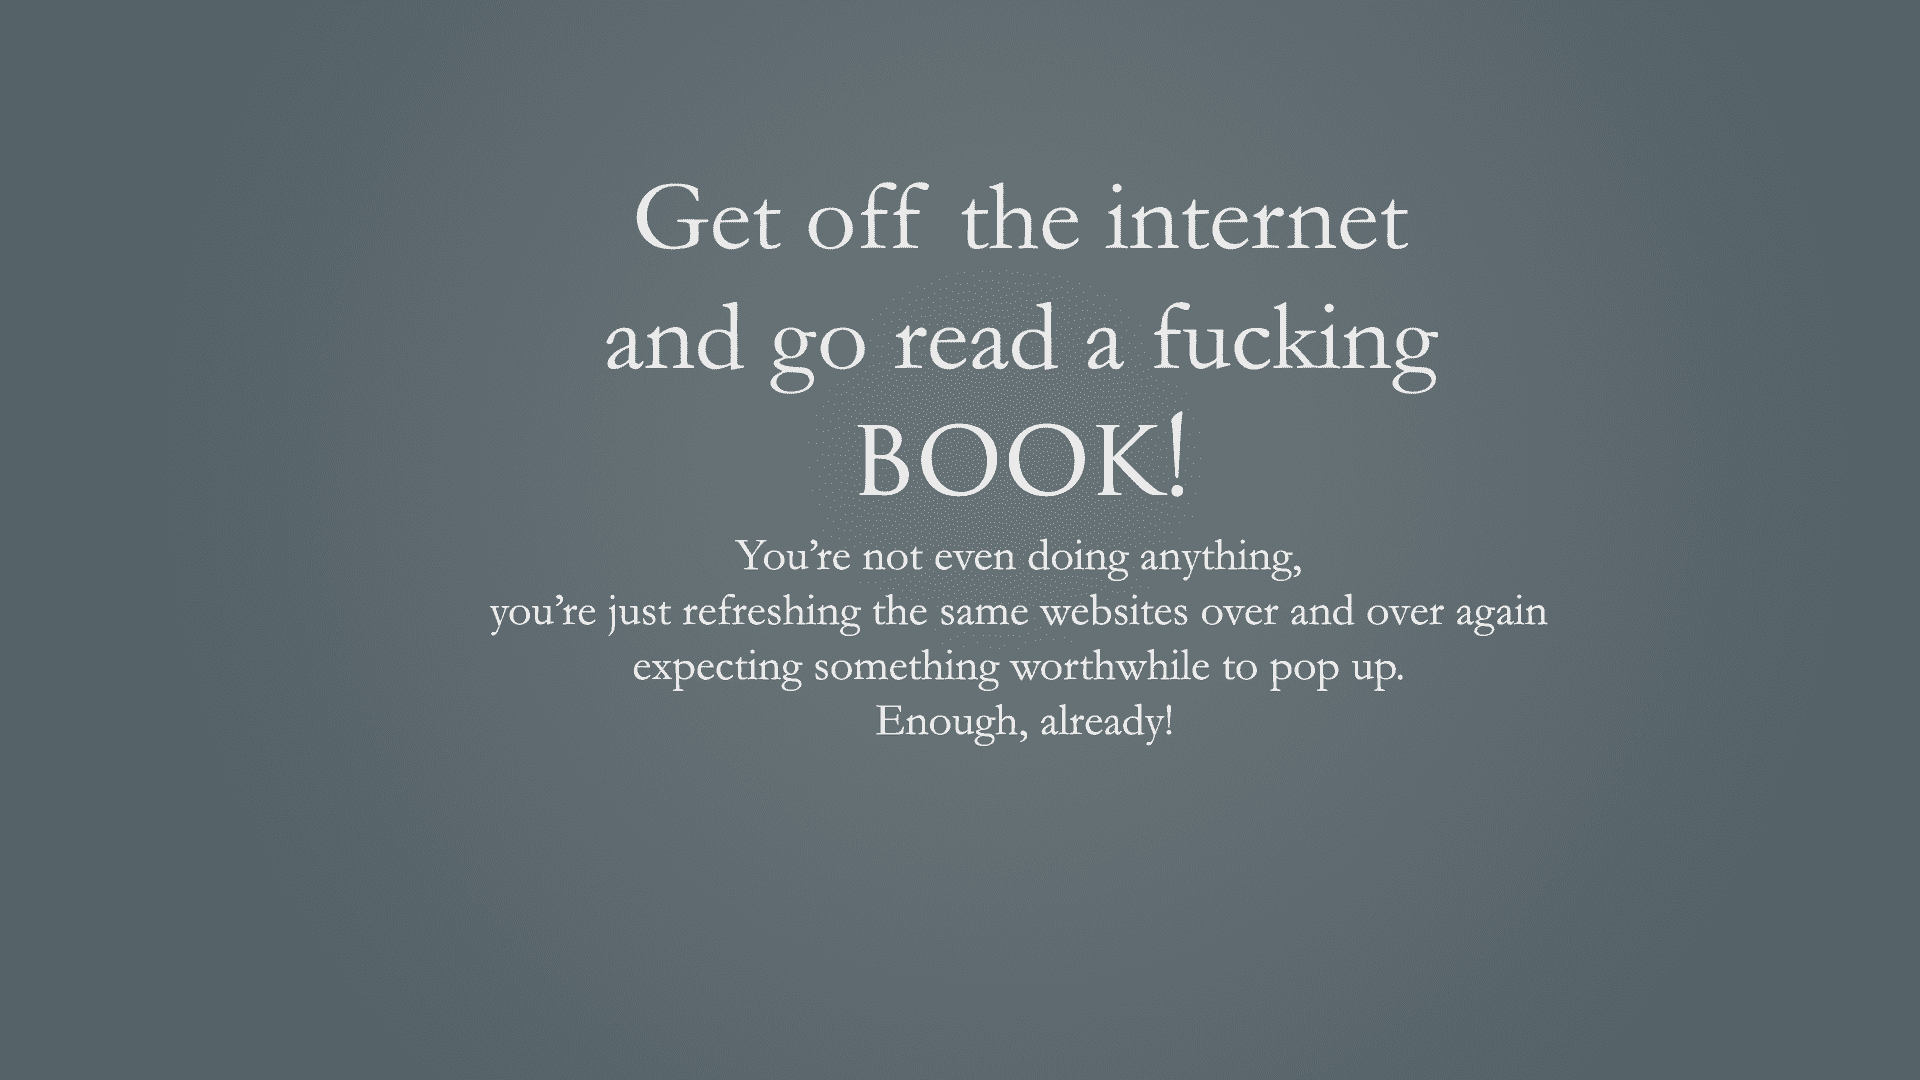 Get off the internet
and go read a fucking
BOOK!
You’re not even doing anything,
you’re just refreshing the same websites over and over again
expecting something worthwhile to pop up.
Enough, already!